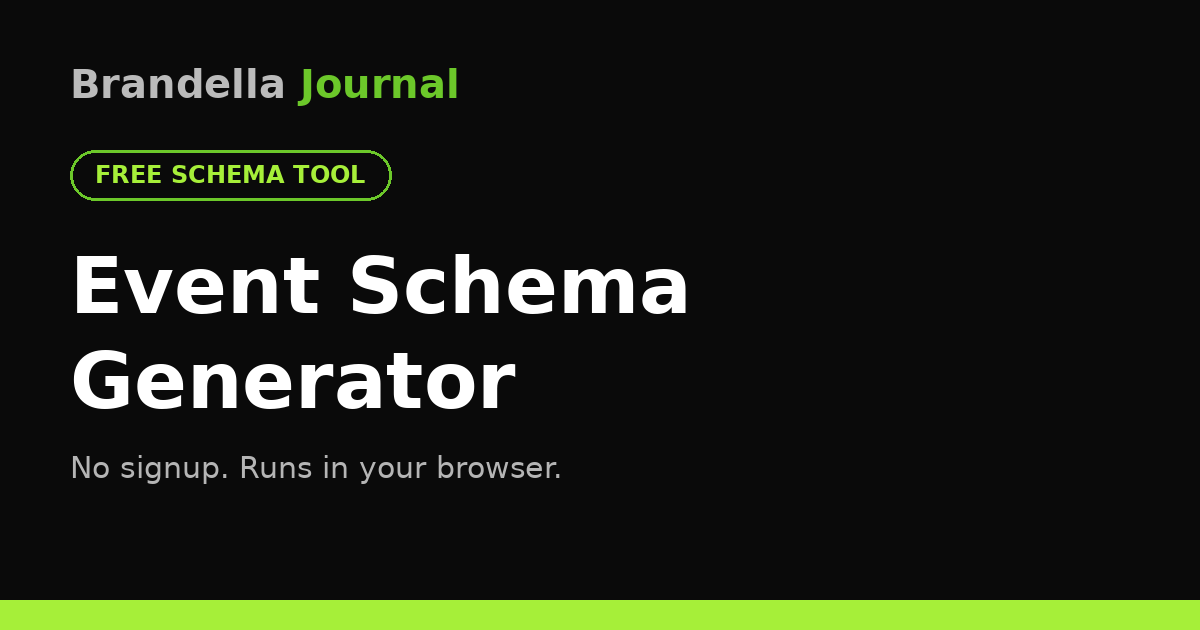 Brandella Journal
FREE SCHEMA TOOL
Event Schema
Generator
No signup. Runs in your browser.